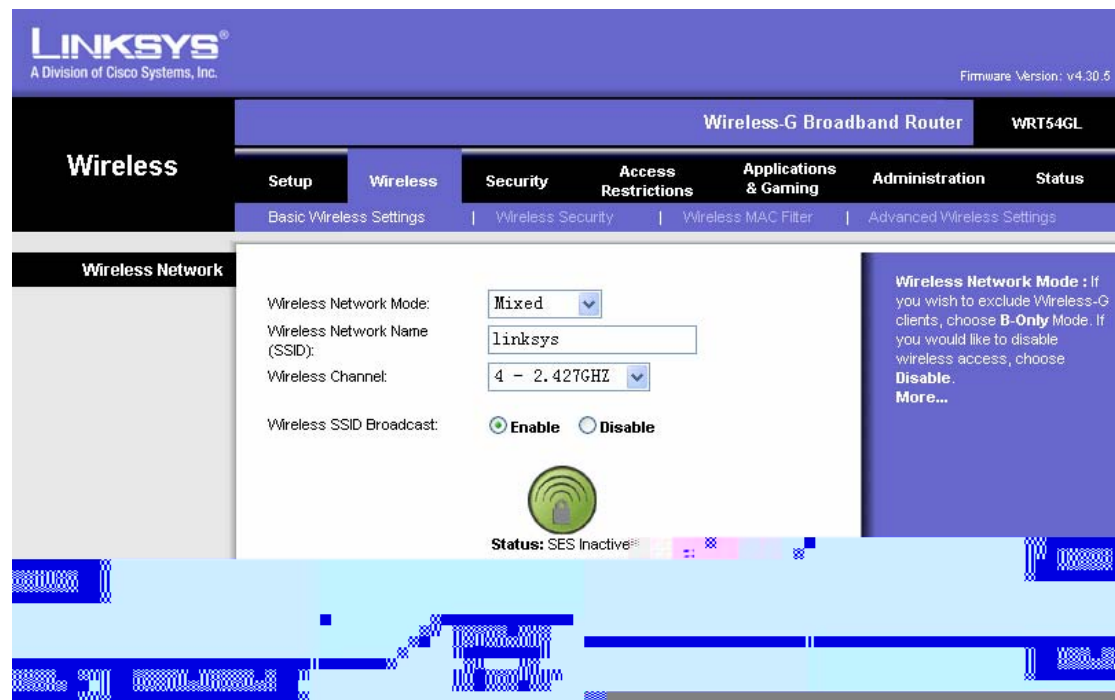 LINKSYS®
A Division of Cisco Systems, Inc.
Firmware Version: v4.30.5
Wireless-G Broadband Router WRT54GL
Wireless
Setup Wireless Security Access Restrictions Applications & Gaming Administration Status
Basic Wireless Settings | Wireless Security | Wireless MAC Filter | Advanced Wireless Settings
Wireless Network
Wireless Network Mode: Mixed
Wireless Network Name
(SSID): linksys
Wireless Channel: 4 - 2.427GHZ
Wireless SSID Broadcast: Enable Disable
Status: SES Inactive
Wireless Network Mode : If
you wish to exclude Wireless-G
clients, choose B-Only Mode. If
you would like to disable
wireless access, choose
Disable.
More...